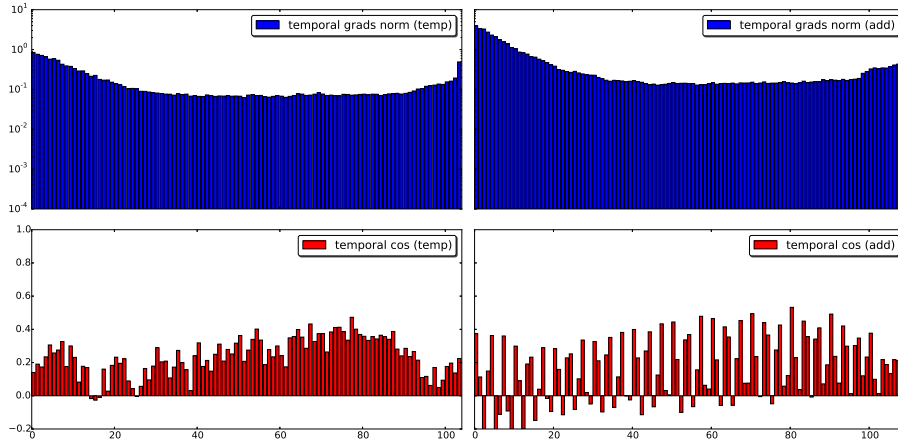 10^1
temporal grads norm (temp)
temporal grads norm (add)
10^0
10^-1
10^-2
10^-3
10^-4
1.0
temporal cos (temp)
temporal cos (add)
0.8
0.6
0.4
0.2
0.0
−0.2
0 20 40 60 80 100 0 20 40 60 80 100